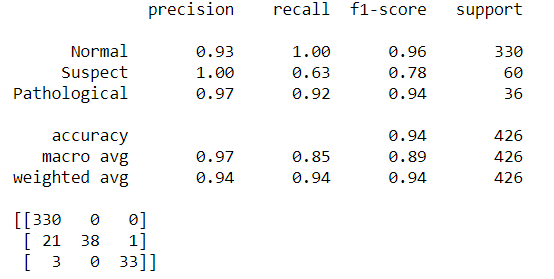 precision recall f1-score support
Normal 0.93 1.00 0.96 330
Suspect 1.00 0.63 0.78 60
Pathological 0.97 0.92 0.94 36
accuracy 0.94 426
macro avg 0.97 0.85 0.89 426
weighted avg 0.94 0.94 0.94 426
[[330 0 0]
[ 21 38 1]
[ 3 0 33]]